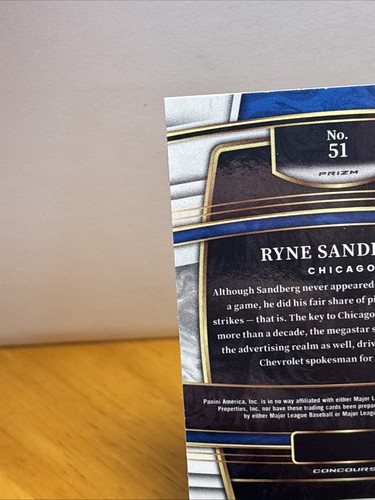 No.
51
PRIZM
RYNE SAND
CHICAGO
Although Sandberg never appeared
a game, he did his fair share of pi
strikes — that is. The key to Chicago
more than a decade, the megastar s
the advertising realm as well, driv
Chevrolet spokesman for
Panini America, Inc. is in no way affiliated with either Major L
Properties, Inc. nor have these trading cards been prepa
by either Major League Baseball or Major Leag
CONCOURS